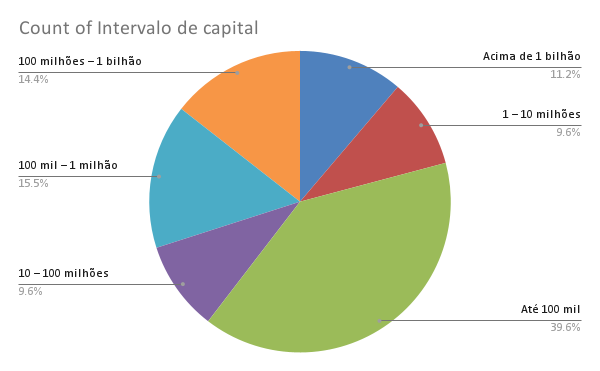 Count of Intervalo de capital
Acima de 1 bilhão
11.2%
1 – 10 milhões
9.6%
Até 100 mil
39.6%
10 – 100 milhões
9.6%
100 mil – 1 milhão
15.5%
100 milhões – 1 bilhão
14.4%